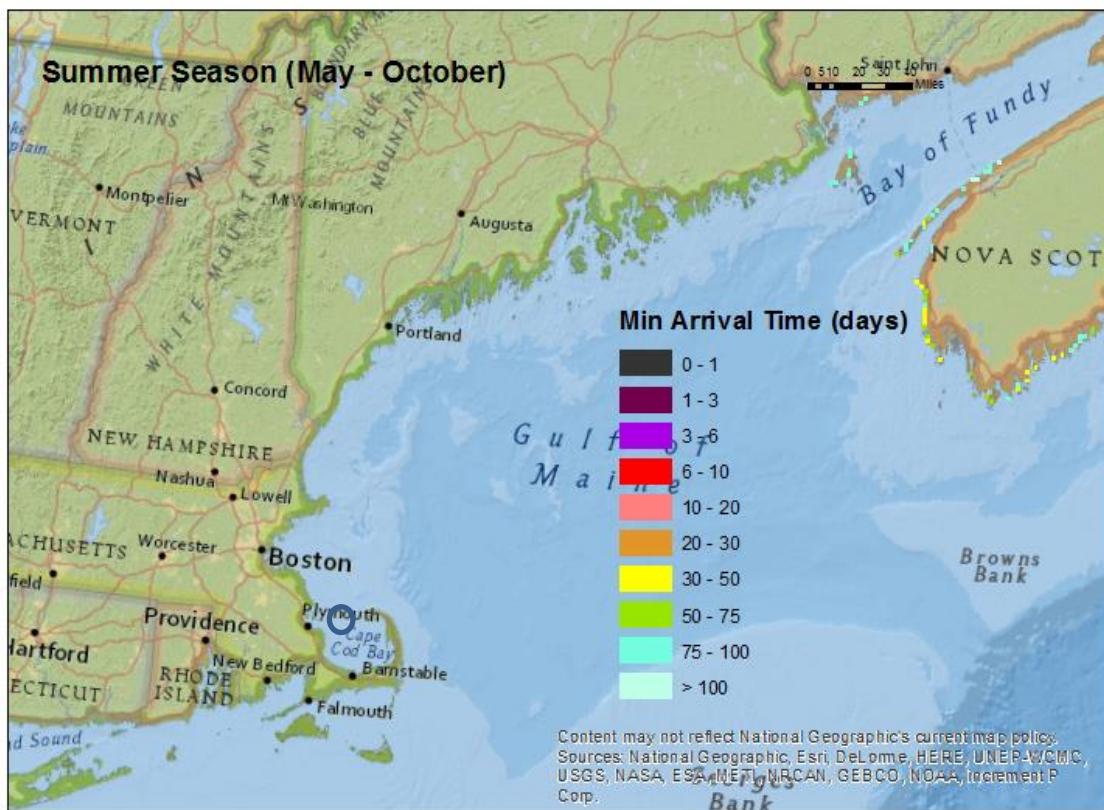 Summer Season (May - October)
Saint John
0 5 10 20 30 40
Miles
GREEN
MOUNTAINS
BLUE
MOUNTAINS
Bay of Fundy
Montpelier
WHITE MOUNTAINS
Mt Washington
Augusta
VERMONT
NOVA SCOT
Portland
Concord
Min Arrival Time (days)
0 - 1
1 - 3
3 - 6
6 - 10
10 - 20
20 - 30
30 - 50
50 - 75
75 - 100
> 100
Gulf of
Maine
NEW HAMPSHIRE
Nashua
Lowell
ACHUSETTS
Worcester
Boston
Browns
Bank
field
Plymouth
Providence
Cape
Cod Bay
Hartford
New Bedford
Barnstable
RHODE
ISLAND
ECTICUT
Falmouth
nd Sound
Content may not reflect National Geographic's current map policy.
Sources: National Geographic, Esri, DeLorme, HERE, UNEP-WCMC,
USGS, NASA, ESA, METI, NRCAN, GEBCO, NOAA, increment P
Corp.
Bank